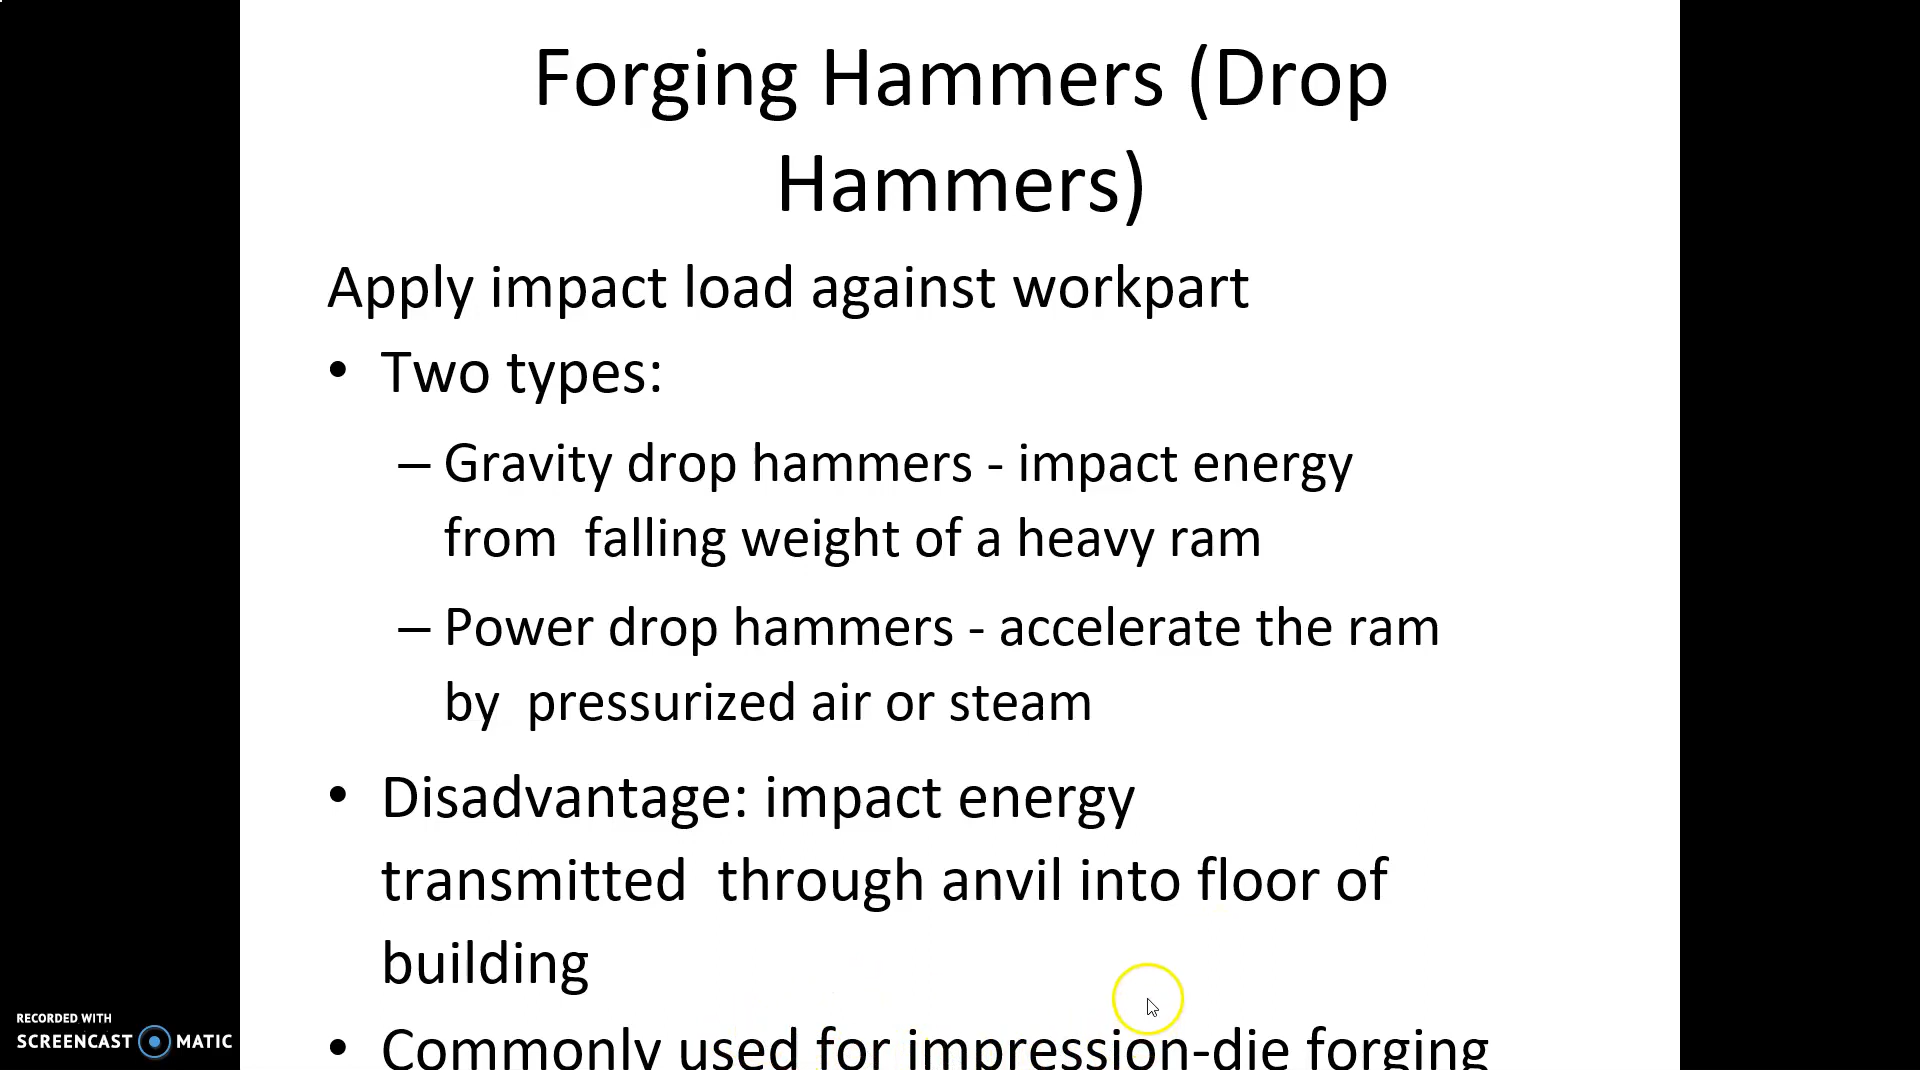 Forging Hammers (Drop
Hammers)
Apply impact load against workpart
• Two types:
– Gravity drop hammers - impact energy
from  falling weight of a heavy ram
– Power drop hammers - accelerate the ram
by  pressurized air or steam
• Disadvantage: impact energy
transmitted  through anvil into floor of
building
• Commonly used for impression-die forging
RECORDED WITH
SCREENCAST MATIC